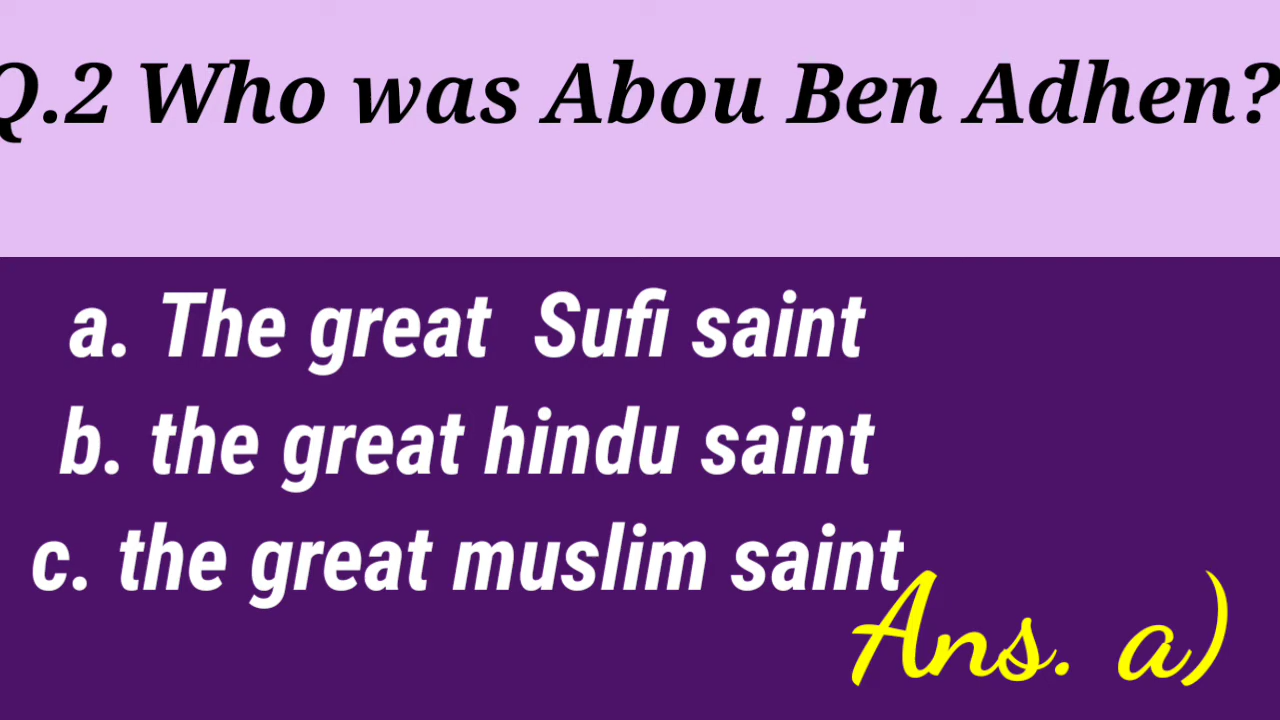 Q.2 Who was Abou Ben Adhen?
a. The great Sufi saint
b. the great hindu saint
c. the great muslim saint
Ans. a)